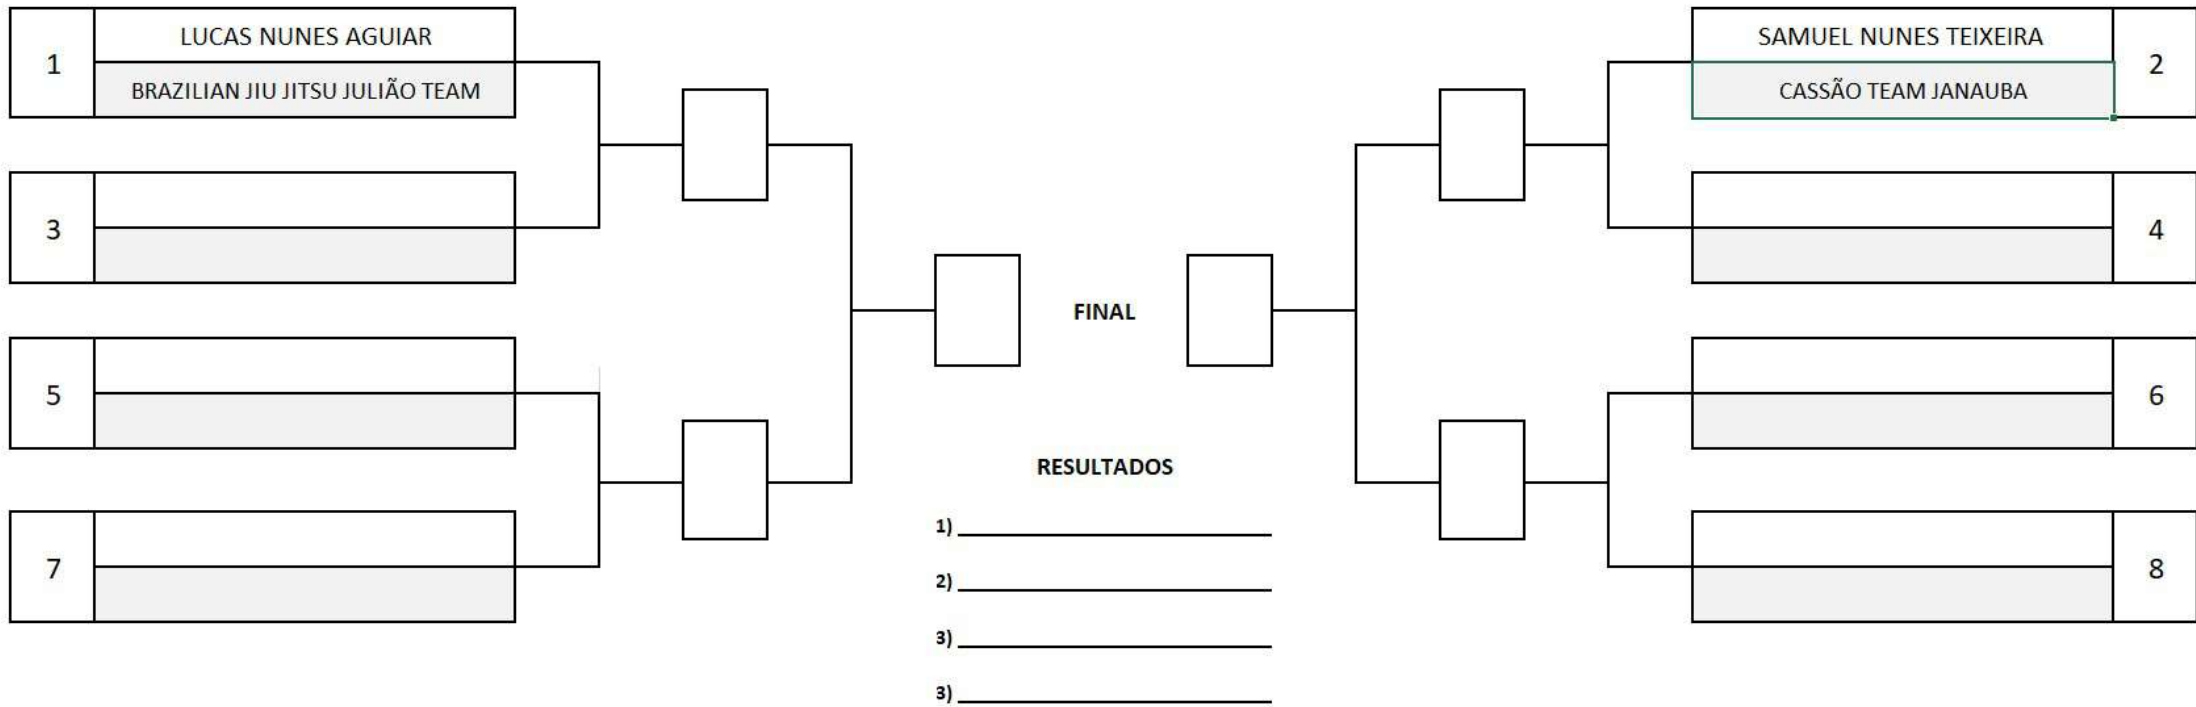 1
LUCAS NUNES AGUIAR
BRAZILIAN JIU JITSU JULIÃO TEAM
SAMUEL NUNES TEIXEIRA
CASSÃO TEAM JANAUBA
2
3
4
FINAL
5
6
RESULTADOS
1)
7
8
2)
3)
3)